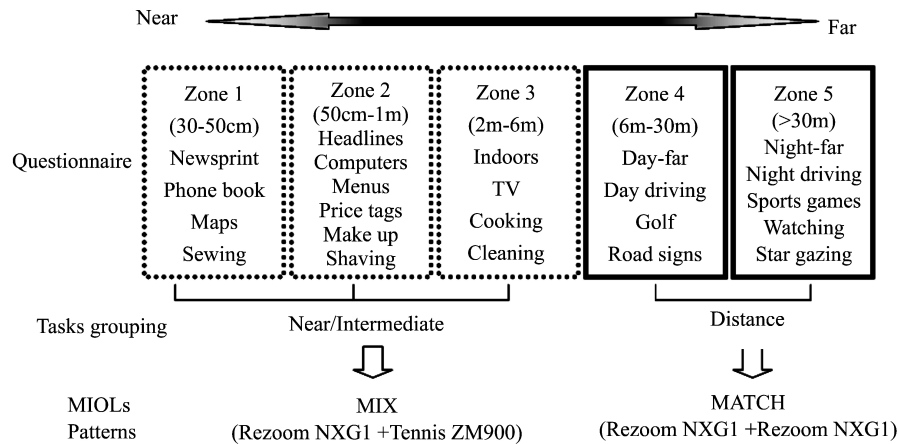 Near
Far
Questionnaire
Zone 1
(30-50cm)
Newsprint
Phone book
Maps
Sewing
Zone 2
(50cm-1m)
Headlines
Computers
Menus
Price tags
Make up
Shaving
Zone 3
(2m-6m)
Indoors
TV
Cooking
Cleaning
Zone 4
(6m-30m)
Day-far
Day driving
Golf
Road signs
Zone 5
(>30m)
Night-far
Night driving
Sports games
Watching
Star gazing
Tasks grouping
Near/Intermediate
Distance
MIOLs
Patterns
MIX
(Rezoom NXG1 +Tennis ZM900)
MATCH
(Rezoom NXG1 +Rezoom NXG1)